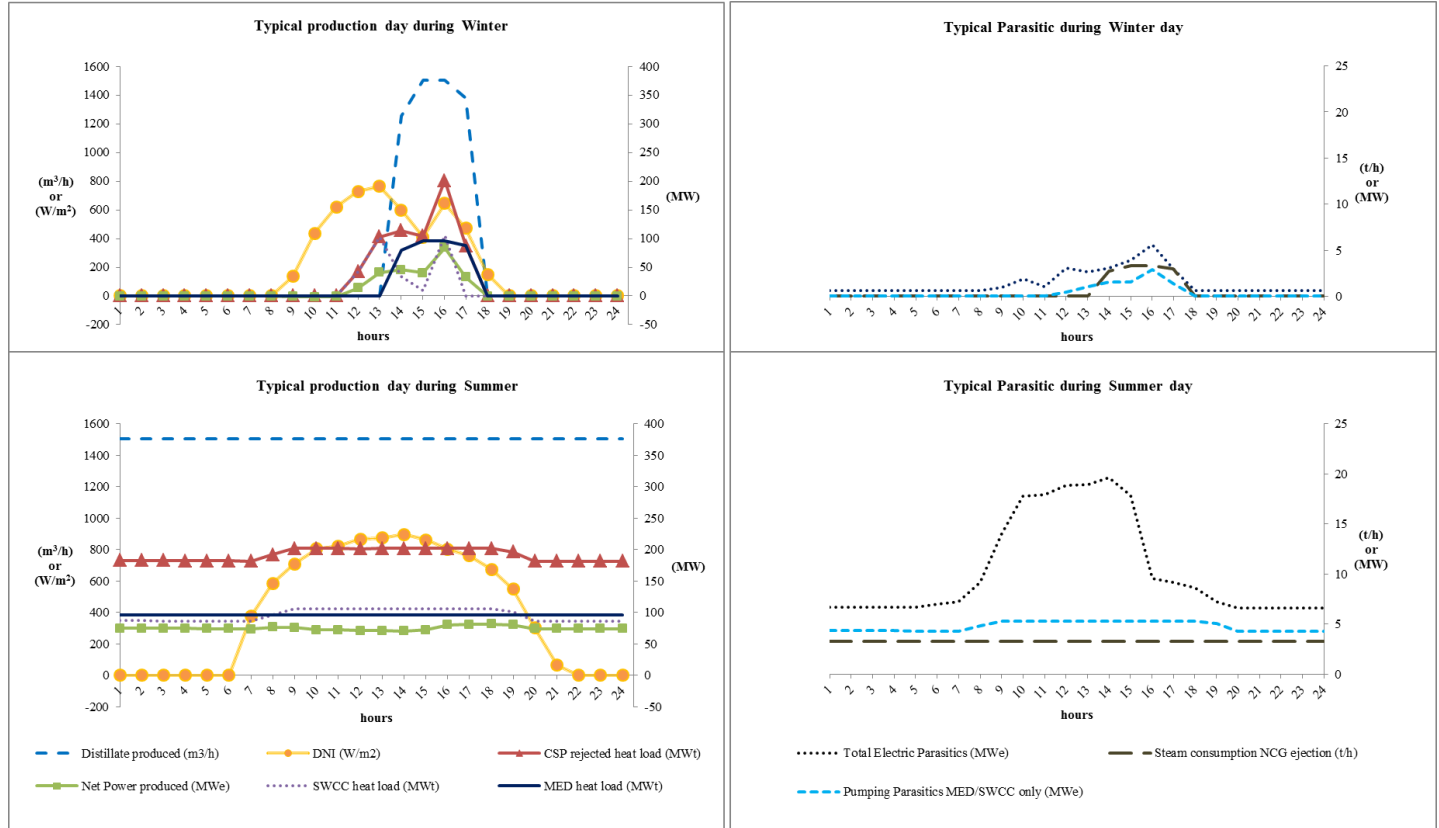 Typical production day during Winter
1600
1400
1200
1000
800
600
400
200
0
-200
(m³/h)
or
(W/m²)
400
350
300
250
200
150
100
50
0
-50
(MW)
1 2 3 4 5 6 7 8 9 10 11 12 13 14 15 16 17 18 19 20 21 22 23 24
hours
Typical Parasitic during Winter day
25
20
15
10
5
0
(t/h)
or
(MW)
1 2 3 4 5 6 7 8 9 10 11 12 13 14 15 16 17 18 19 20 21 22 23 24
hours
Typical production day during Summer
1600
1400
1200
1000
800
600
400
200
0
-200
(m³/h)
or
(W/m²)
400
350
300
250
200
150
100
50
0
-50
(MW)
1 2 3 4 5 6 7 8 9 10 11 12 13 14 15 16 17 18 19 20 21 22 23 24
hours
Distillate produced (m3/h) DNI (W/m2) CSP rejected heat load (MWt)
Net Power produced (MWe) SWCC heat load (MWt) MED heat load (MWt)
Typical Parasitic during Summer day
25
20
15
10
5
0
(t/h)
or
(MW)
1 2 3 4 5 6 7 8 9 10 11 12 13 14 15 16 17 18 19 20 21 22 23 24
hours
Total Electric Parasitics (MWe) Steam consumption NCG ejection (t/h)
Pumping Parasitics MED/SWCC only (MWe)